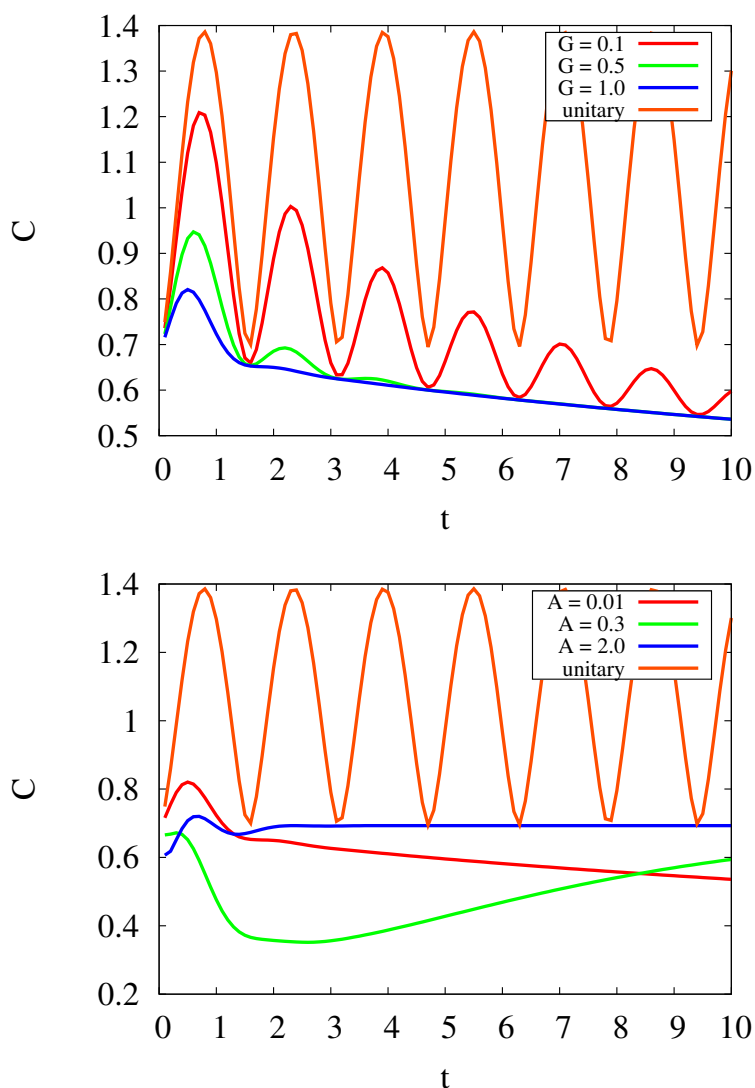 1.4
1.3
1.2
1.1
1
0.9
0.8
0.7
0.6
0.5
C
G = 0.1
G = 0.5
G = 1.0
unitary
0 1 2 3 4 5 6 7 8 9 10
t
1.4
1.2
1
0.8
0.6
0.4
0.2
C
A = 0.01
A = 0.3
A = 2.0
unitary
0 1 2 3 4 5 6 7 8 9 10
t